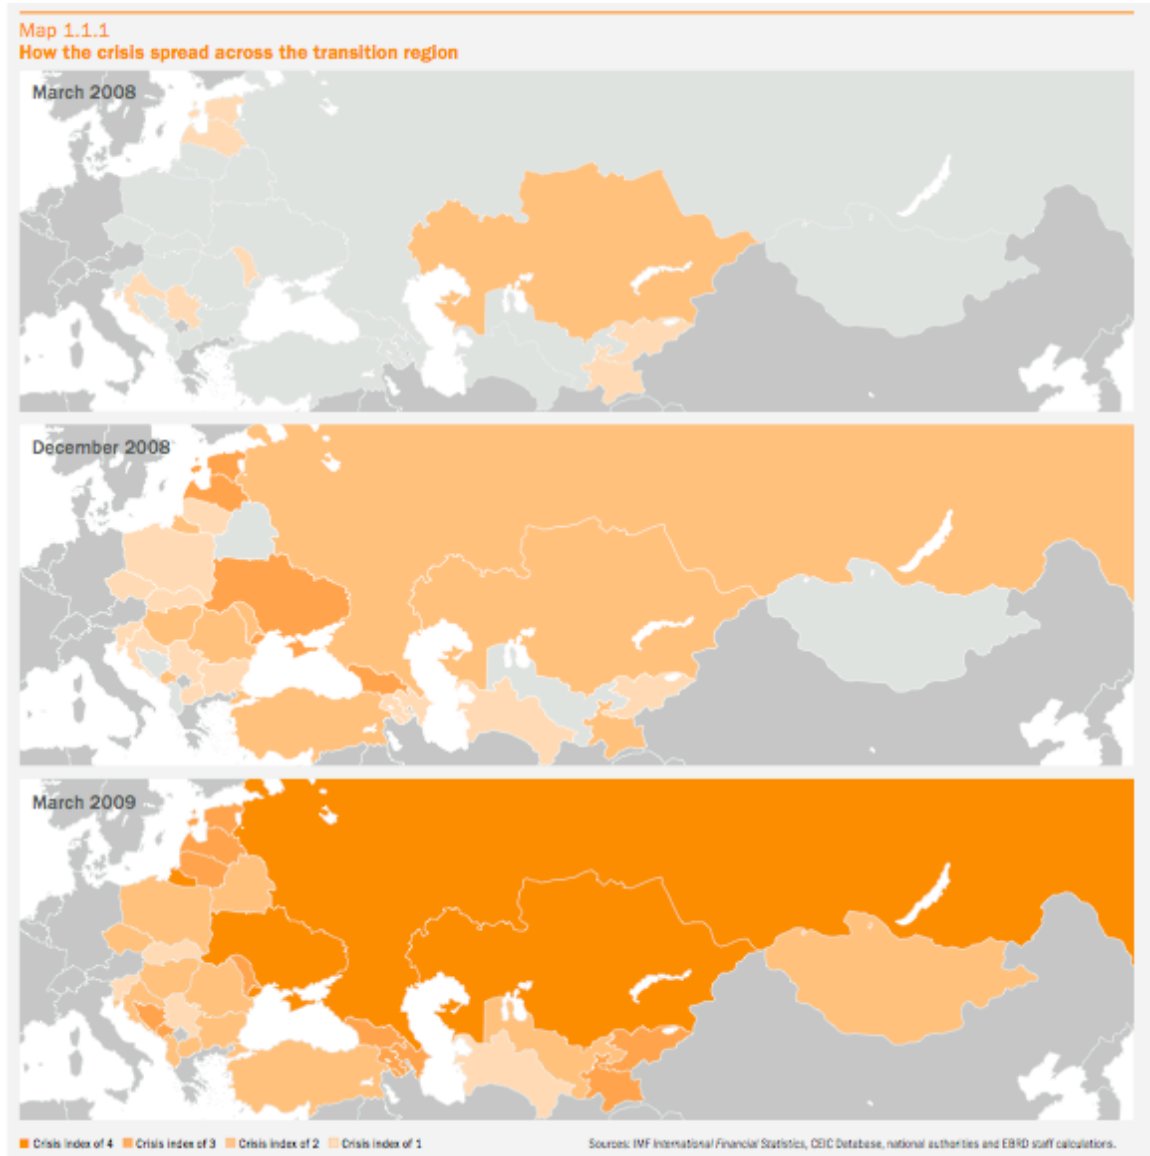 Map 1.1.1
How the crisis spread across the transition region
March 2008
December 2008
March 2009
Crisis index of 4 Crisis index of 3 Crisis index of 2 Crisis index of 1 Sources: IMF International Financial Statistics, CEIC Database, national authorities and EBRD staff calculations.